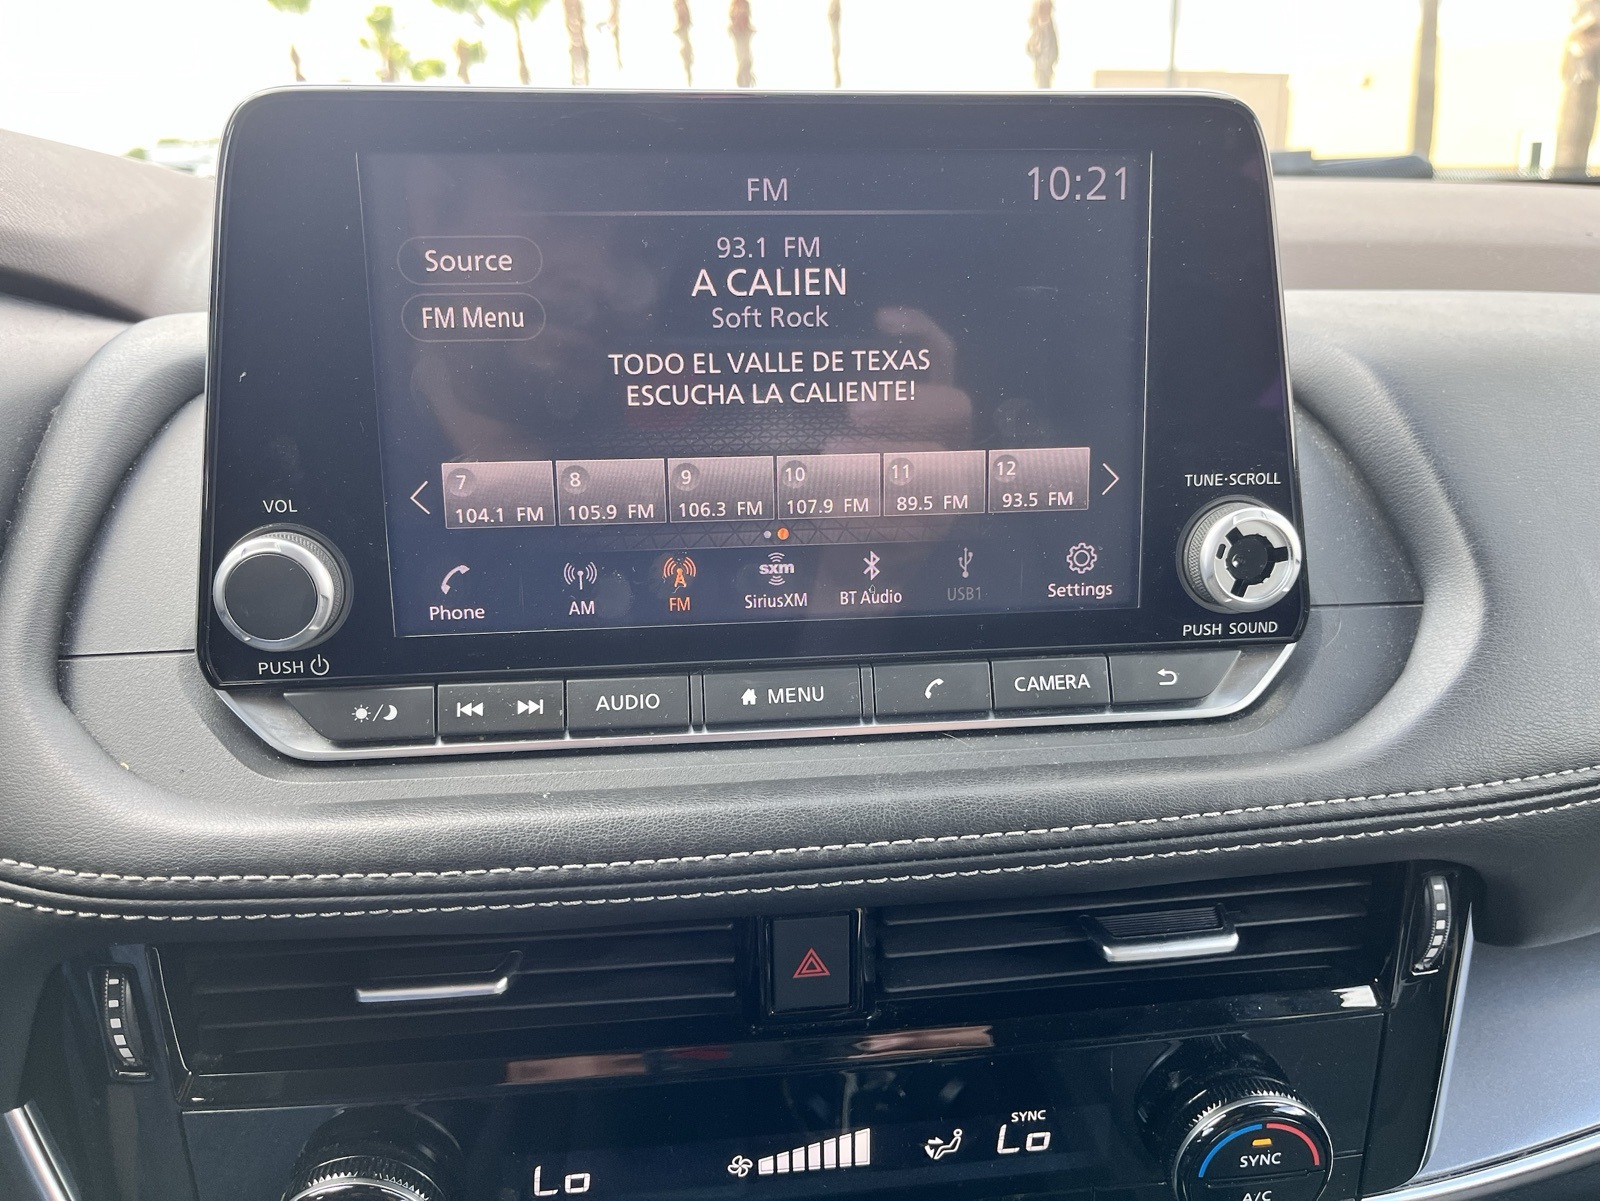 FM
10:21
Source
93.1 FM
A CALIEN
FM Menu
Soft Rock
TODO EL VALLE DE TEXAS
ESCUCHA LA CALIENTE!
7
8
9
10
11
12
104.1 FM
105.9 FM
106.3 FM
107.9 FM
89.5 FM
93.5 FM
Phone
AM
FM
sxm
SiriusXM
BT Audio
USB1
Settings
VOL
PUSH
TUNE·SCROLL
PUSH SOUND
AUDIO
MENU
CAMERA
Lo
SYNC
Lo
SYNC
A/C